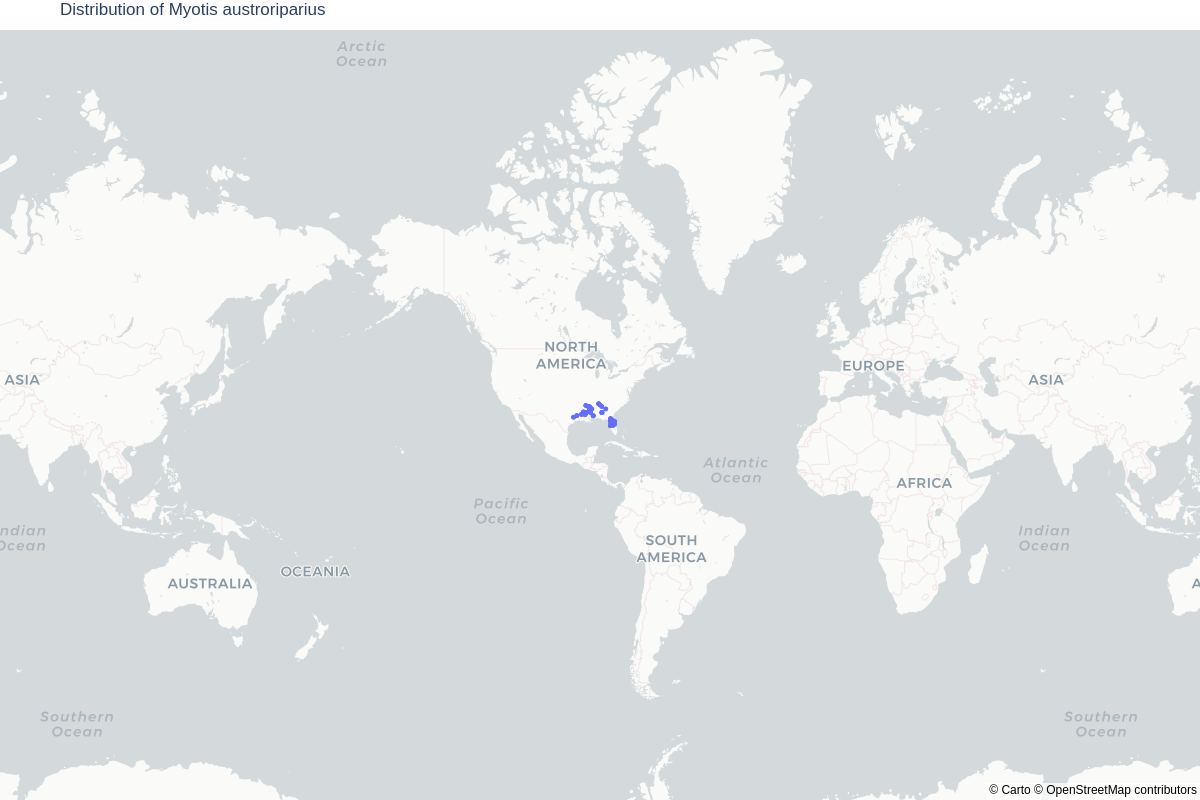 Distribution of Myotis austroriparius
Arctic
Ocean
NORTH
AMERICA
EUROPE
ASIA
ASIA
Atlantic
Ocean
AFRICA
Pacific
Ocean
ndian
Ocean
Indian
Ocean
SOUTH
AMERICA
OCEANIA
AUSTRALIA
A
Southern
Ocean
Southern
Ocean
© Carto © OpenStreetMap contributors